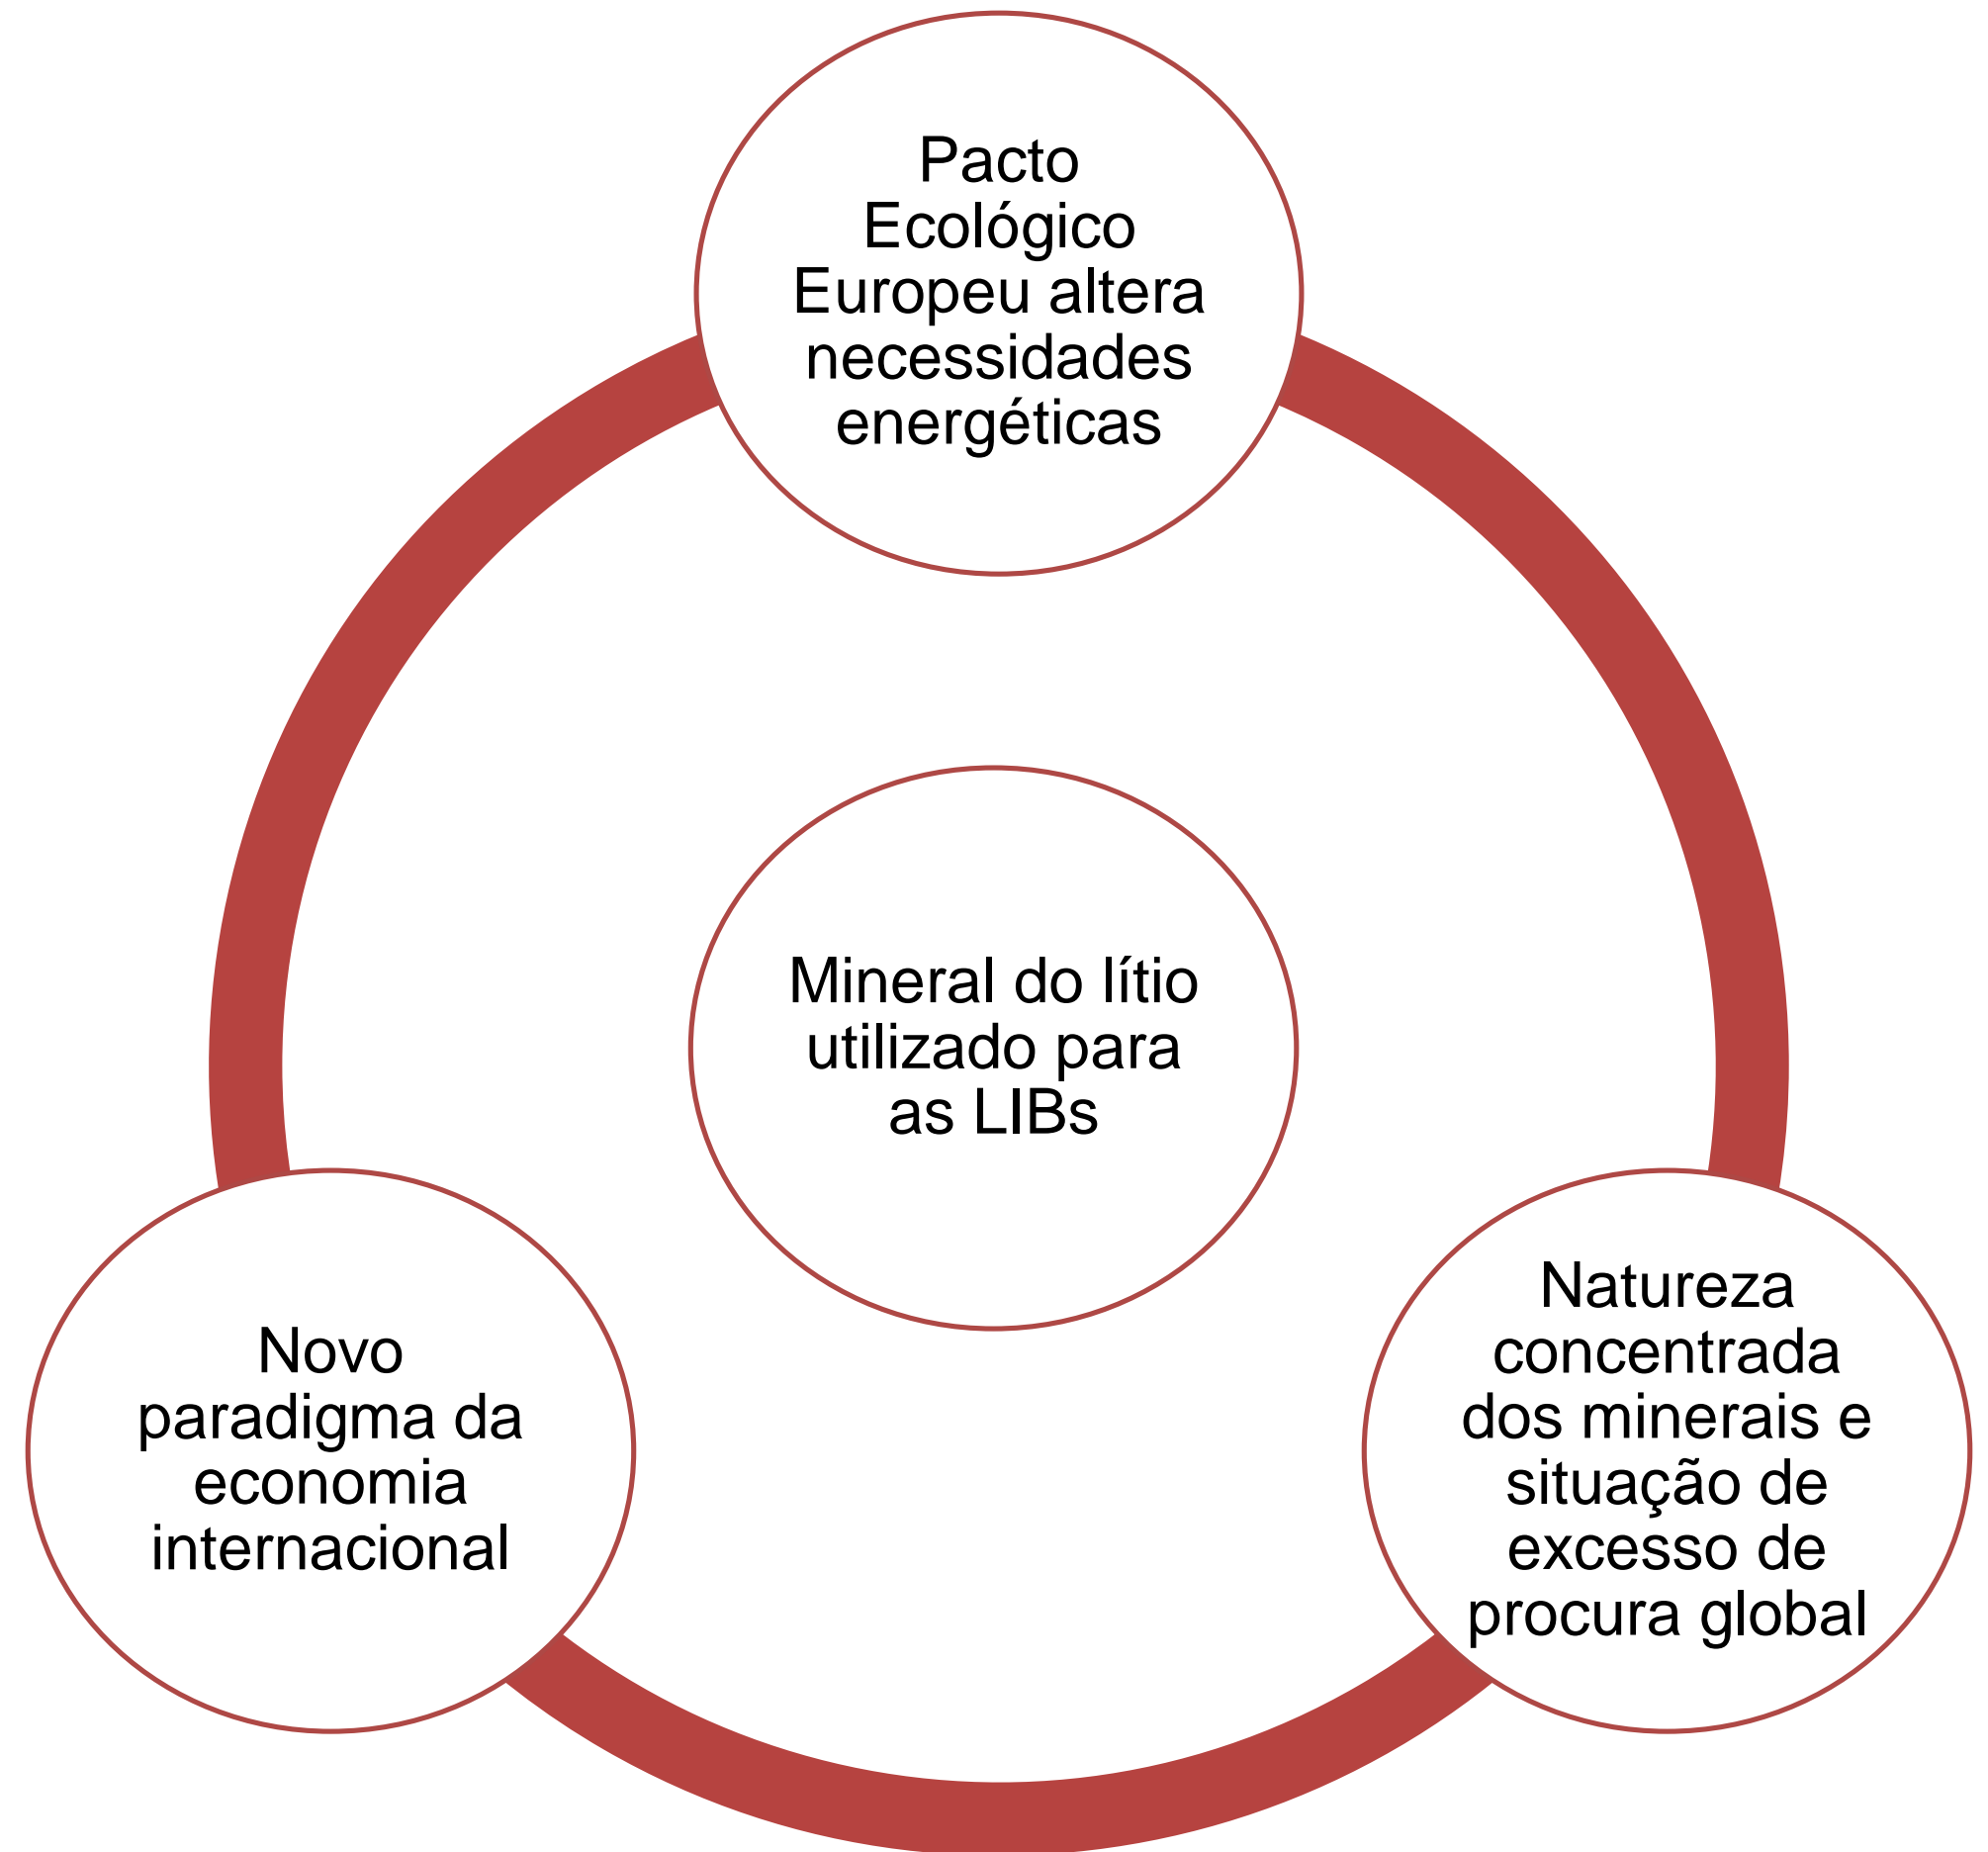 Pacto
Ecológico
Europeu altera
necessidades
energéticas
Mineral do lítio
utilizado para
as LIBs
Novo
paradigma da
economia
internacional
Natureza
concentrada
dos minerais e
situação de
excesso de
procura global